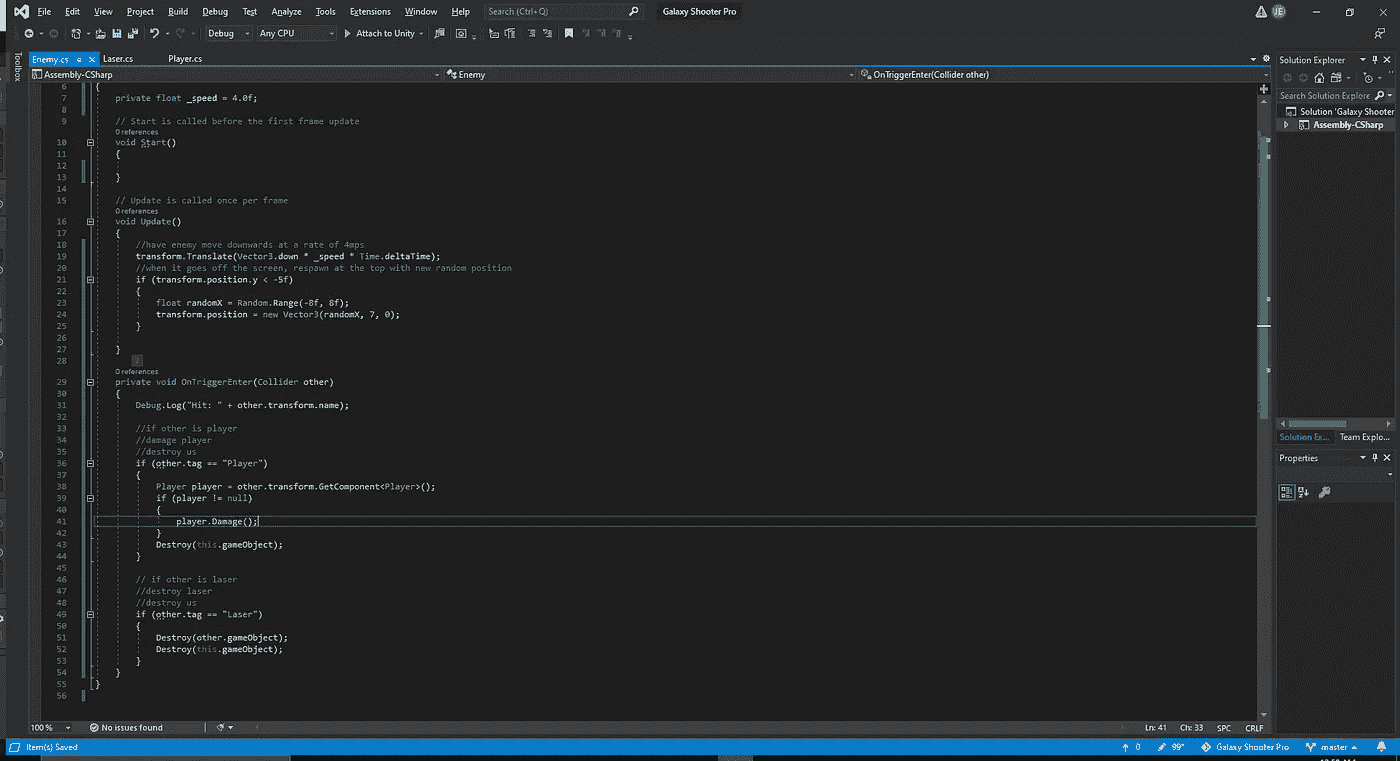 File Edit View Project Build Debug Test Analyze Tools Extensions Window Help Search (Ctrl+Q) Galaxy Shooter Pro JE
Debug Any CPU Attach to Unity
Toolbox
Enemy.cs Laser.cs Player.cs
Assembly-CSharp Enemy OnTriggerEnter(Collider other)
6 {
7 private float _speed = 4.0f;
8
9 // Start is called before the first frame update
0 references
10 void Start()
11 {
12
13 }
14
15 // Update is called once per frame
0 references
16 void Update()
17 {
18 //have enemy move downwards at a rate of 4mps
19 transform.Translate(Vector3.down * _speed * Time.deltaTime);
20 //when it goes off the screen, respawn at the top with new random position
21 if (transform.position.y < -5f)
22 {
23 float randomX = Random.Range(-8f, 8f);
24 transform.position = new Vector3(randomX, 7, 0);
25 }
26
27 }
28
0 references
29 private void OnTriggerEnter(Collider other)
30 {
31 Debug.Log("Hit: " + other.transform.name);
32
33 //if other is player
34 //damage player
35 //destroy us
36 if (other.tag == "Player")
37 {
38 Player player = other.transform.GetComponent<Player>();
39 if (player != null)
40 {
41 player.Damage();
42 }
43 Destroy(this.gameObject);
44 }
45
46 // if other is laser
47 //destroy laser
48 //destroy us
49 if (other.tag == "Laser")
50 {
51 Destroy(other.gameObject);
52 Destroy(this.gameObject);
53 }
54 }
55 }
56
Solution Explorer
Search Solution Explore
Solution 'Galaxy Shooter
Assembly-CSharp
Solution Ex... Team Explo...
Properties
100 % No issues found Ln: 41 Ch: 33 SPC CRLF
Item(s) Saved 0 99* Galaxy Shooter Pro master